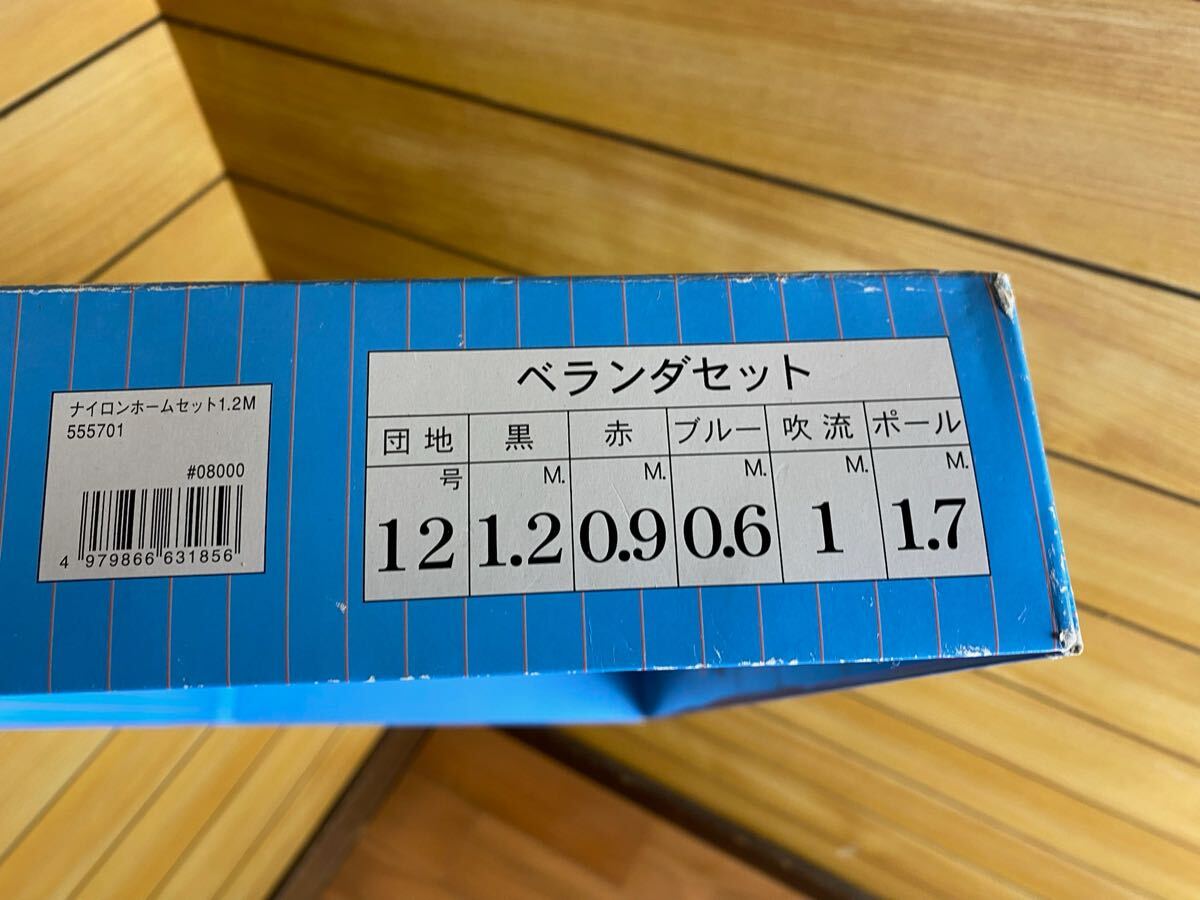 ナイロンホームセット1.2M
555701
#08000
4 979866 631856
ベランダセット
団地 黒 赤 ブルー 吹流 ポール
号 M. M. M. M. M.
12 1.2 0.9 0.6 1 1.7